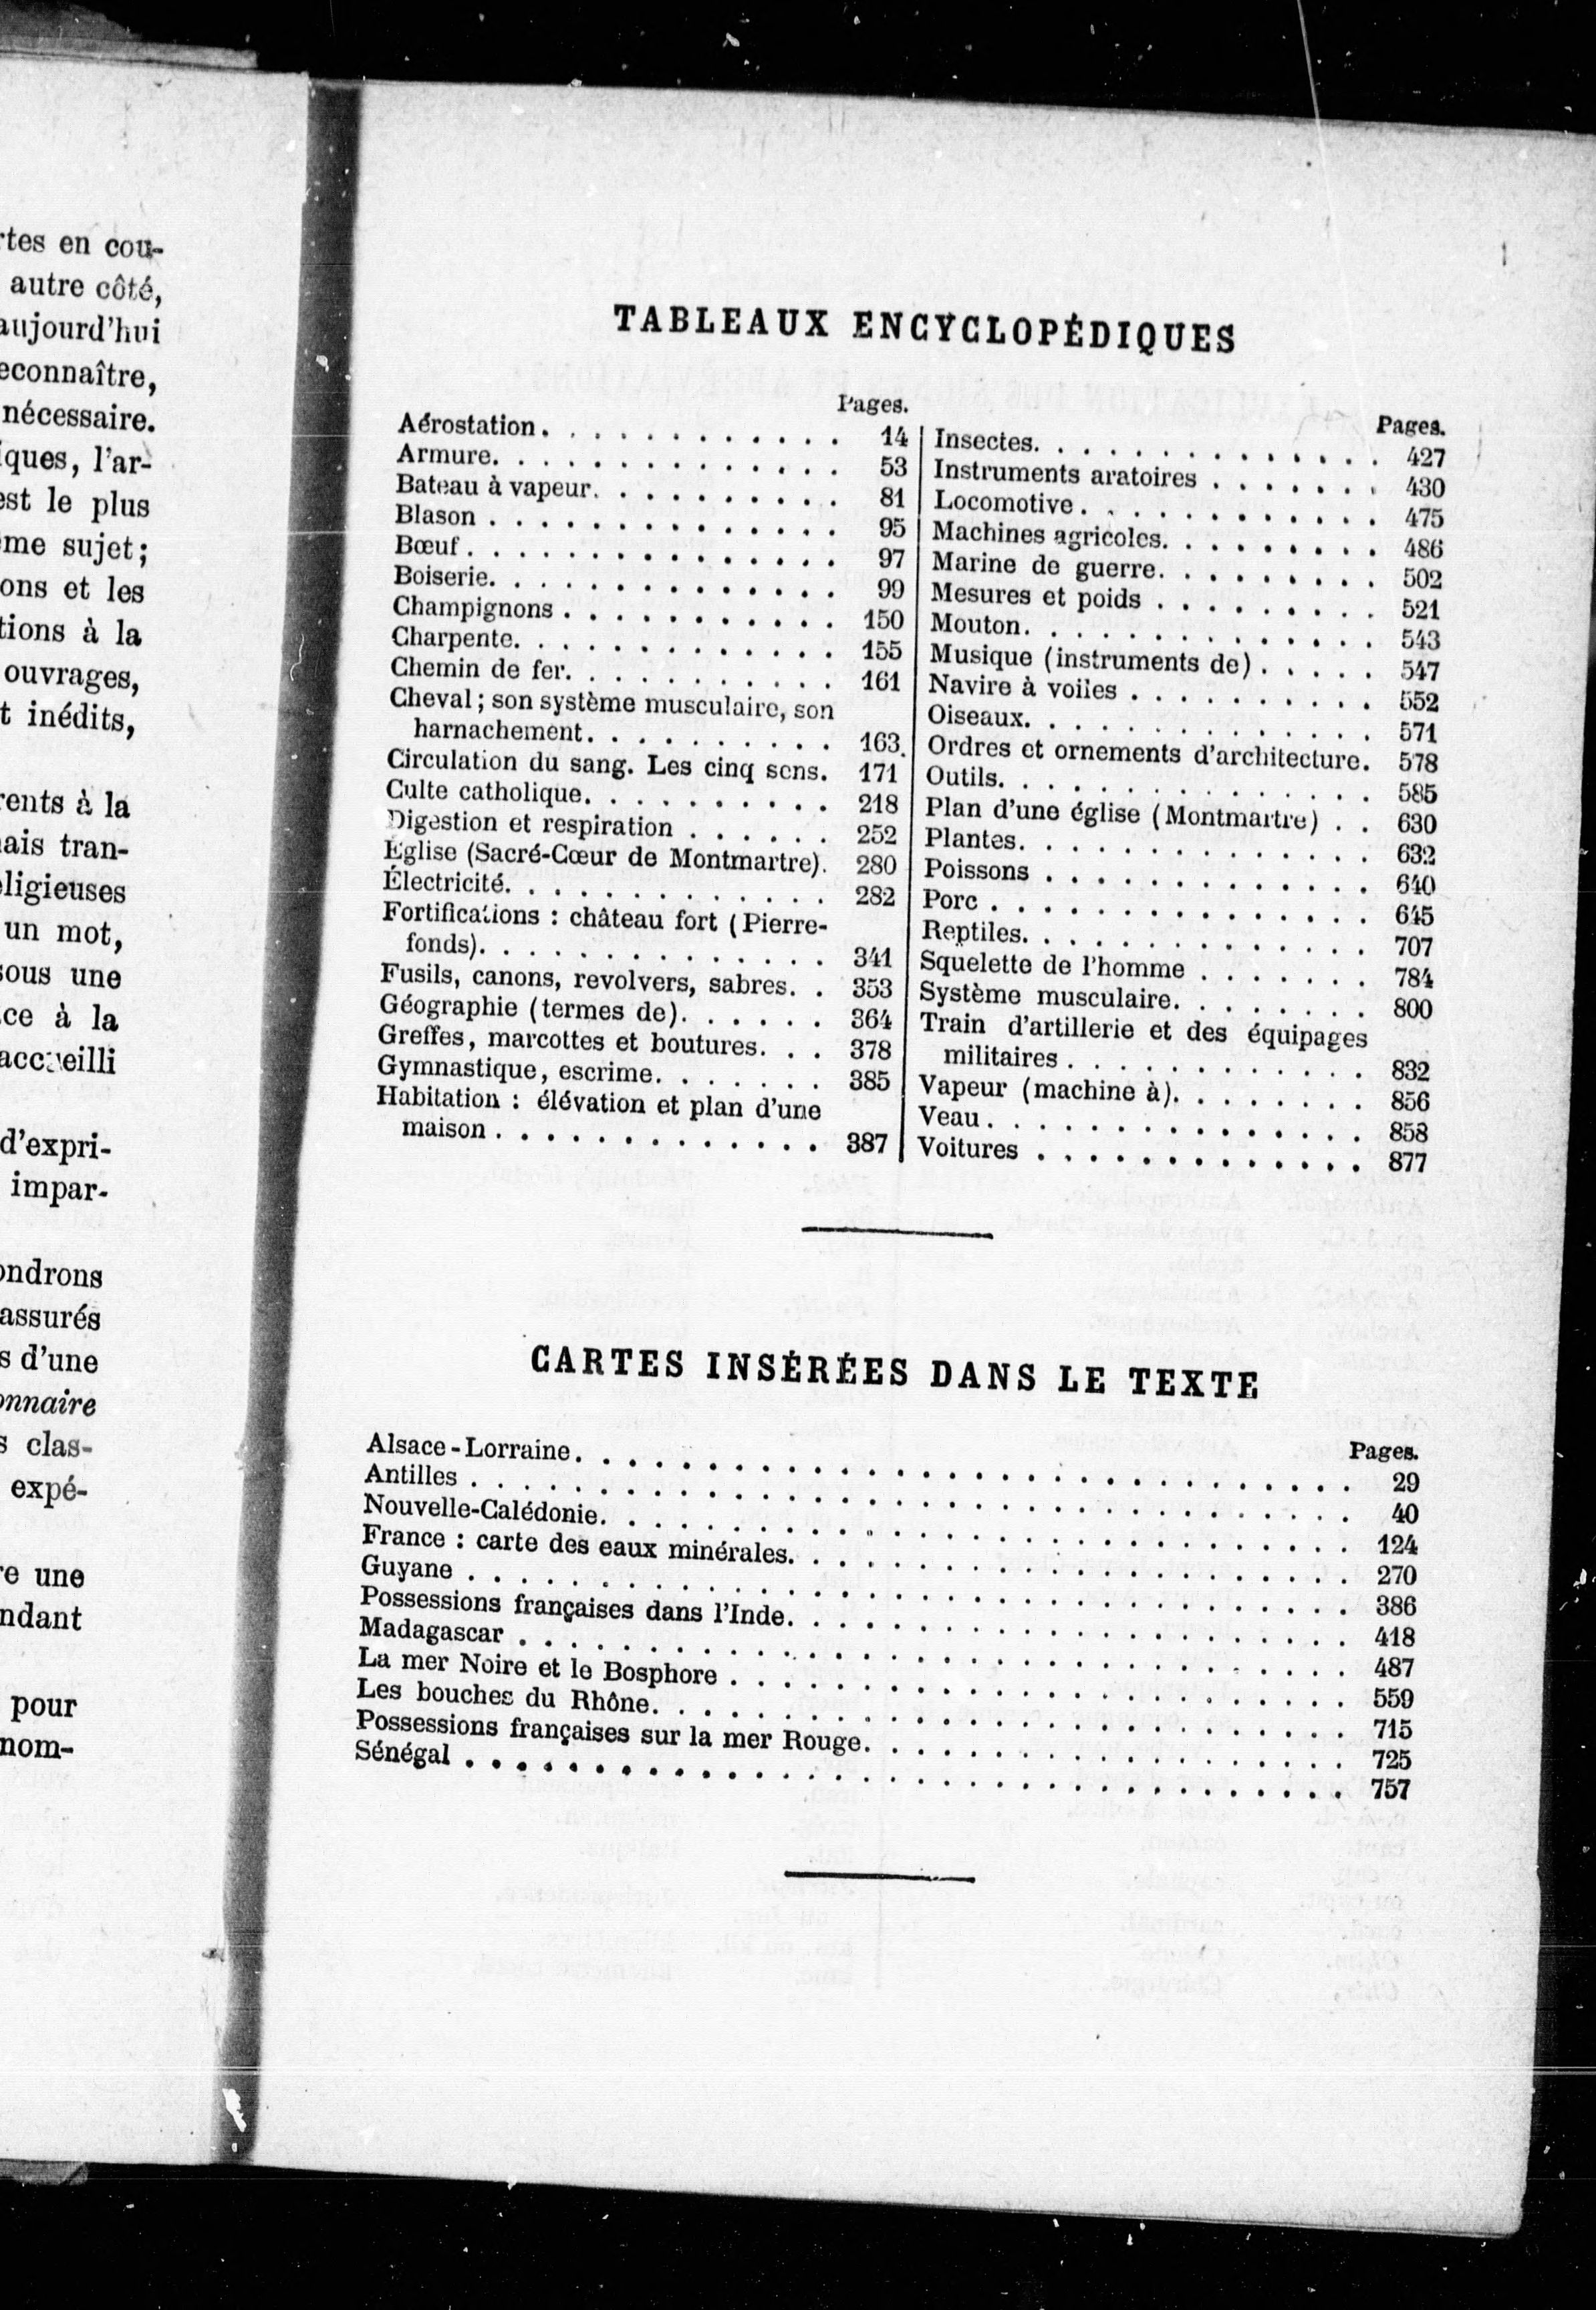 rtes en cou-
autre côté,
aujourd'hui
econnaître,
nécessaire.
iques, l'ar-
est le plus
me sujet;
ons et les
tions à la
ouvrages,
t inédits,
rents à la
ais tran-
eligieuses
un mot,
sous une
ce à la
accueilli
d'expri-
impar-
ondrons
assurés
s d'une
onnaire
s clas-
expé-
re une
ndant
pour
nom-
TABLEAUX ENCYCLOPÉDIQUES
Pages.
Aérostation. . . . . . . . . . . . 14
Armure. . . . . . . . . . . . . . 53
Bateau à vapeur. . . . . . . . . . 81
Blason . . . . . . . . . . . . . . 95
Bœuf. . . . . . . . . . . . . . . 97
Boiserie. . . . . . . . . . . . . . 99
Champignons . . . . . . . . . . . 150
Charpente. . . . . . . . . . . . . 155
Chemin de fer. . . . . . . . . . . 161
Cheval; son système musculaire, son
harnachement. . . . . . . . . . 163
Circulation du sang. Les cinq sens. 171
Culte catholique. . . . . . . . . . 218
Digestion et respiration . . . . . . 252
Église (Sacré-Cœur de Montmartre). 280
Électricité. . . . . . . . . . . . . 282
Fortifications : château fort (Pierre-
fonds). . . . . . . . . . . . . . 341
Fusils, canons, revolvers, sabres. . 353
Géographie (termes de). . . . . . 364
Greffes, marcottes et boutures. . . 378
Gymnastique, escrime. . . . . . . 385
Habitation : élévation et plan d'une
maison . . . . . . . . . . . . . 387
Pages.
Insectes. . . . . . . . . . . . . . 427
Instruments aratoires . . . . . . . 430
Locomotive. . . . . . . . . . . . 475
Machines agricoles. . . . . . . . . 486
Marine de guerre. . . . . . . . . 502
Mesures et poids . . . . . . . . . 521
Mouton. . . . . . . . . . . . . . 543
Musique (instruments de) . . . . . 547
Navire à voiles . . . . . . . . . . 552
Oiseaux. . . . . . . . . . . . . . 571
Ordres et ornements d'architecture. 578
Outils. . . . . . . . . . . . . . . 585
Plan d'une église (Montmartre) . . 630
Plantes. . . . . . . . . . . . . . 632
Poissons . . . . . . . . . . . . . 640
Porc . . . . . . . . . . . . . . . 645
Reptiles. . . . . . . . . . . . . . 707
Squelette de l'homme . . . . . . . 784
Système musculaire. . . . . . . . 800
Train d'artillerie et des équipages
militaires . . . . . . . . . . . . 832
Vapeur (machine à). . . . . . . . 856
Veau. . . . . . . . . . . . . . . 858
Voitures . . . . . . . . . . . . . 877
CARTES INSÉRÉES DANS LE TEXTE
Pages.
Alsace-Lorraine. . . . . . . . . . . . . . . . . . . . . . . . . . . . . . 29
Antilles . . . . . . . . . . . . . . . . . . . . . . . . . . . . . . . . . . 40
Nouvelle-Calédonie. . . . . . . . . . . . . . . . . . . . . . . . . . . . . 124
France : carte des eaux minérales. . . . . . . . . . . . . . . . . . . . . . 270
Guyane . . . . . . . . . . . . . . . . . . . . . . . . . . . . . . . . . . 386
Possessions françaises dans l'Inde. . . . . . . . . . . . . . . . . . . . . . 418
Madagascar . . . . . . . . . . . . . . . . . . . . . . . . . . . . . . . . 487
La mer Noire et le Bosphore . . . . . . . . . . . . . . . . . . . . . . . . 559
Les bouches du Rhône. . . . . . . . . . . . . . . . . . . . . . . . . . . 715
Possessions françaises sur la mer Rouge. . . . . . . . . . . . . . . . . . . 725
Sénégal . . . . . . . . . . . . . . . . . . . . . . . . . . . . . . . . . . 757